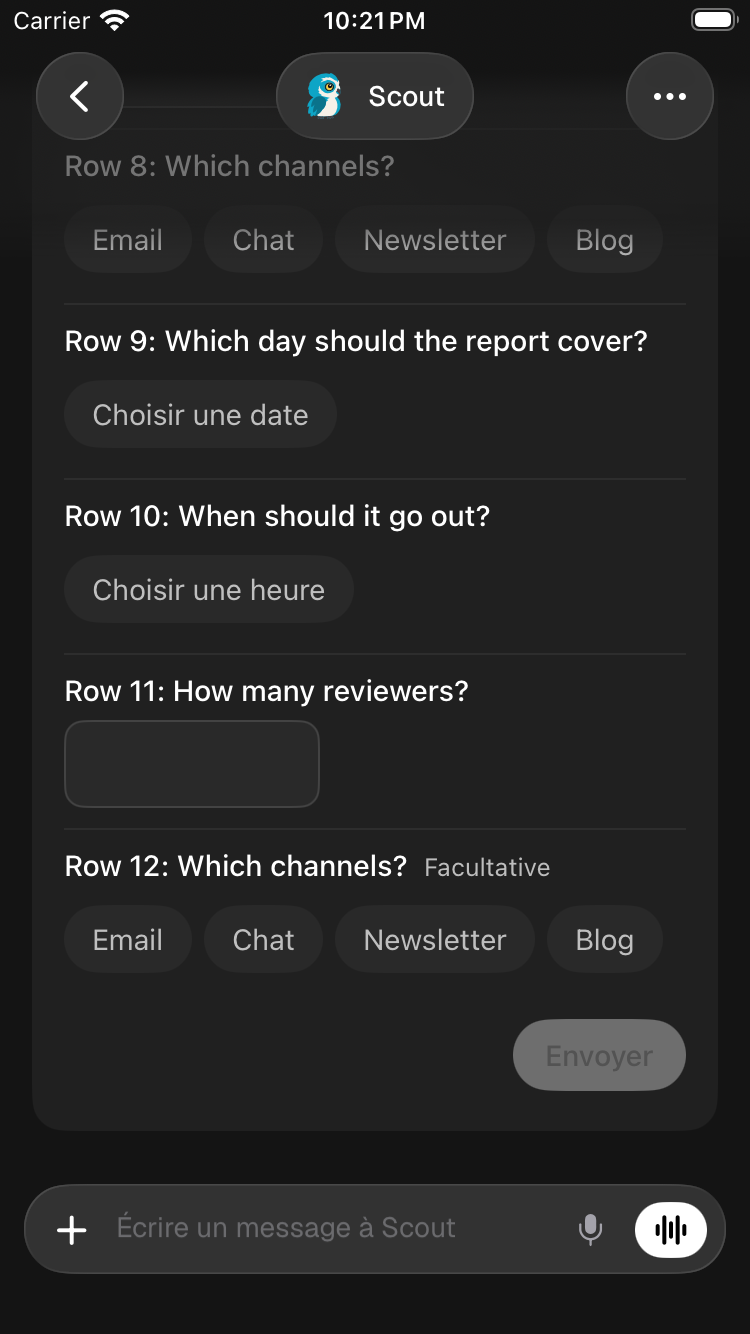 Carrier 10:21 PM
Scout
Row 8: Which channels?
Email Chat Newsletter Blog
Row 9: Which day should the report cover?
Choisir une date
Row 10: When should it go out?
Choisir une heure
Row 11: How many reviewers?
Row 12: Which channels? Facultative
Email Chat Newsletter Blog
Envoyer
Écrire un message à Scout